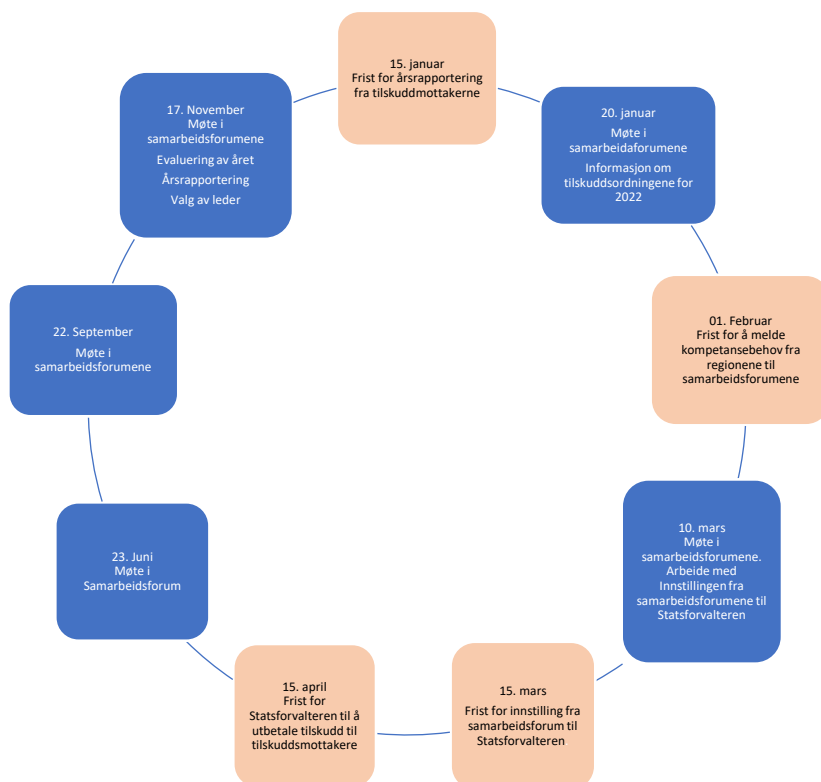 15. januar
Frist for årsrapportering
fra tilskuddmottakerne
20. januar
Møte i
samarbeidaforumene
Informasjon om
tilskuddsordningene for
2022
01. Februar
Frist for å melde
kompetansebehov fra
regionene til
samarbeidsforumene
10. mars
Møte i
samarbeidsforumene.
Arbeide med
Innstillingen fra
samarbeidsforumene til
Statsforvalteren
15. mars
Frist for innstilling fra
samarbeidsforum til
Statsforvalteren
15. april
Frist for
Statsforvalteren til å
utbetale tilskudd til
tilskuddsmottakere
23. Juni
Møte i
Samarbeidsforum
22. September
Møte i
samarbeidsforumene
17. November
Møte i
samarbeidsforumene
Evaluering av året
Årsrapportering
Valg av leder